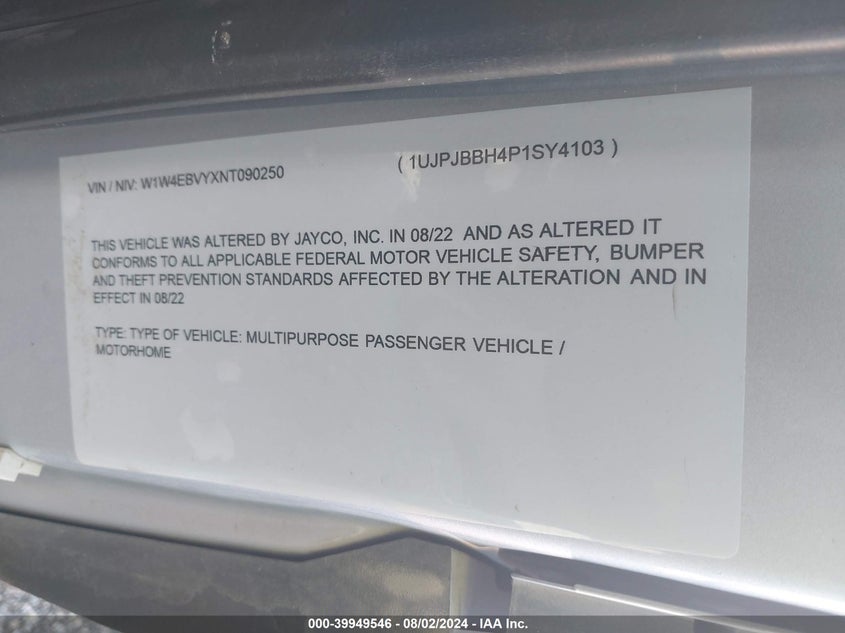 VIN / NIV: W1W4EBVYXNT090250 ( 1UJPJBBH4P1SY4103 )
THIS VEHICLE WAS ALTERED BY JAYCO, INC. IN 08/22 AND AS ALTERED IT
CONFORMS TO ALL APPLICABLE FEDERAL MOTOR VEHICLE SAFETY, BUMPER
AND THEFT PREVENTION STANDARDS AFFECTED BY THE ALTERATION AND IN
EFFECT IN 08/22
TYPE: TYPE OF VEHICLE: MULTIPURPOSE PASSENGER VEHICLE /
MOTORHOME
000-39949546 - 08/02/2024 - IAA Inc.